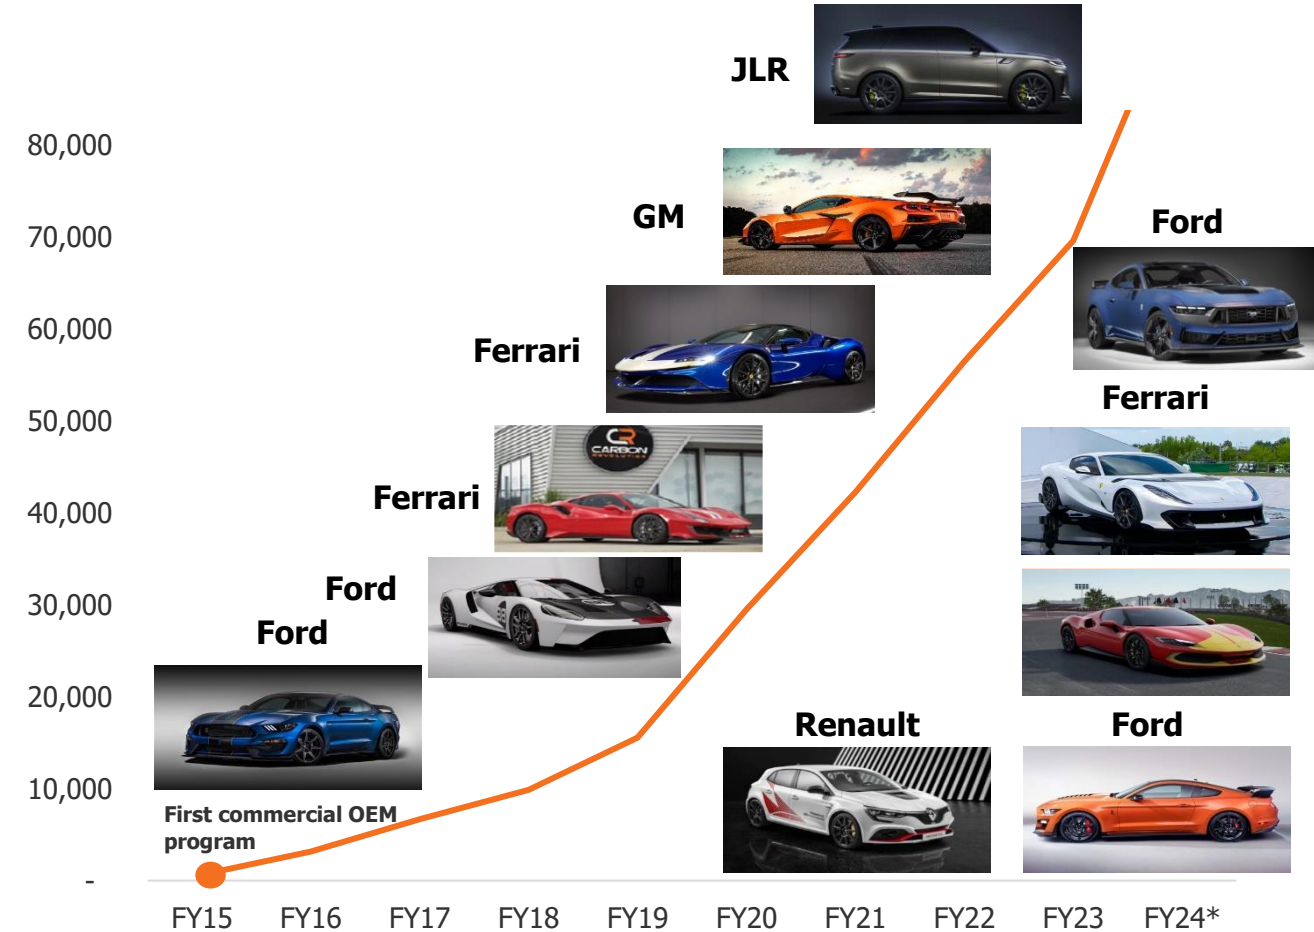 JLR
80,000
GM
70,000
Ford
60,000
Ferrari
Ferrari
50,000
CR
CARBON
REVOLUTION
Ferrari
40,000
Ford
30,000
Ford
20,000
Renault
Ford
10,000
First commercial OEM
program
-
FY15 FY16 FY17 FY18 FY19 FY20 FY21 FY22 FY23 FY24*